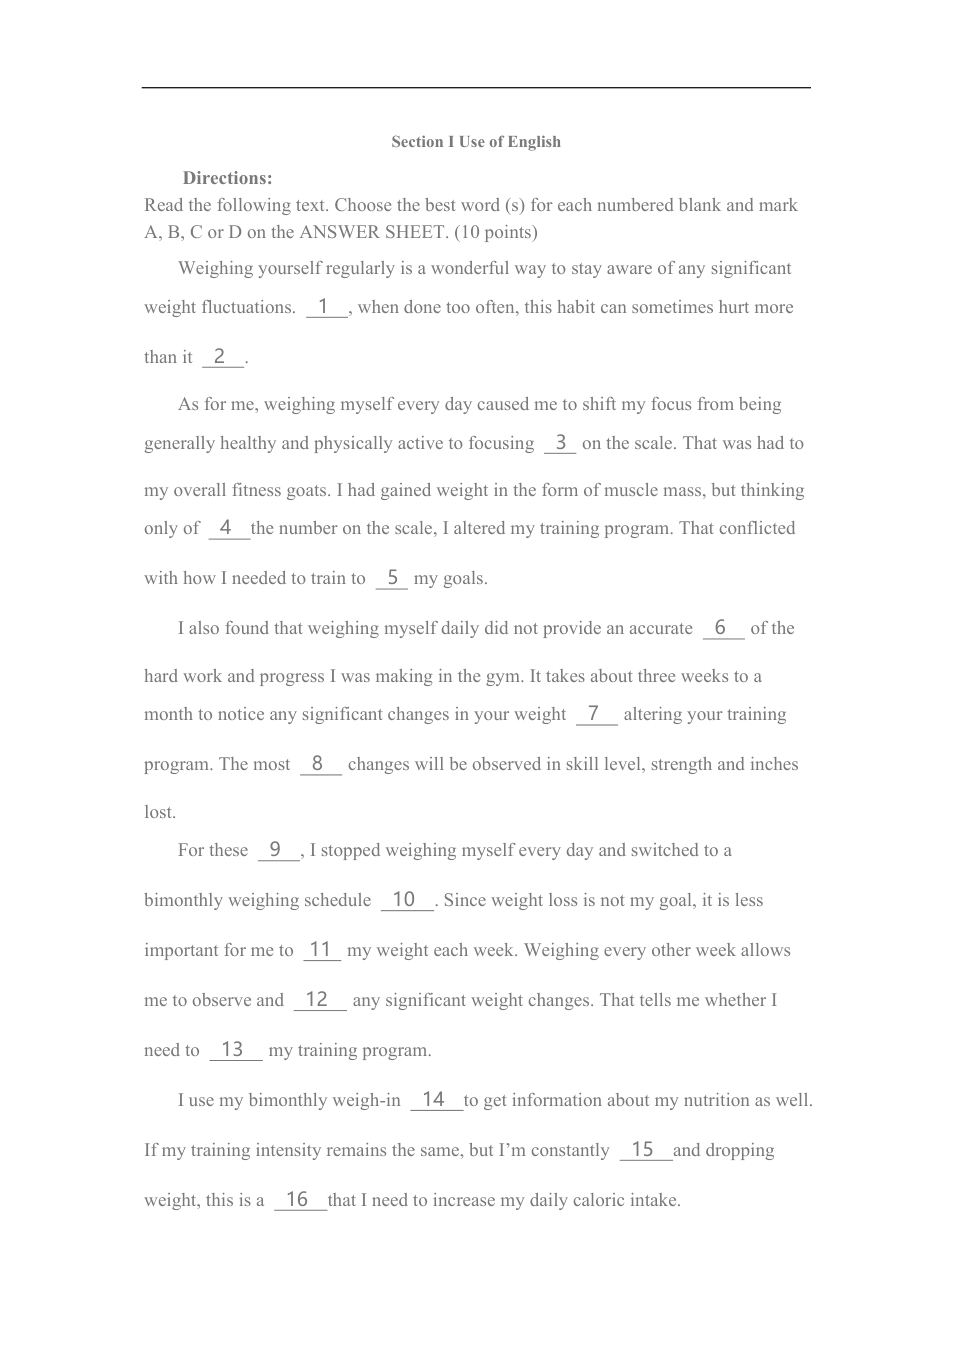 Section I Use of English
Directions:
Read the following text. Choose the best word (s) for each numbered blank and mark
A, B, C or D on the ANSWER SHEET. (10 points)
Weighing yourself regularly is a wonderful way to stay aware of any significant
weight fluctuations. 1 , when done too often, this habit can sometimes hurt more
than it 2 .
As for me, weighing myself every day caused me to shift my focus from being
generally healthy and physically active to focusing 3 on the scale. That was had to
my overall fitness goats. I had gained weight in the form of muscle mass, but thinking
only of 4 the number on the scale, I altered my training program. That conflicted
with how I needed to train to 5 my goals.
I also found that weighing myself daily did not provide an accurate 6 of the
hard work and progress I was making in the gym. It takes about three weeks to a
month to notice any significant changes in your weight 7 altering your training
program. The most 8 changes will be observed in skill level, strength and inches
lost.
For these 9 , I stopped weighing myself every day and switched to a
bimonthly weighing schedule 10 . Since weight loss is not my goal, it is less
important for me to 11 my weight each week. Weighing every other week allows
me to observe and 12 any significant weight changes. That tells me whether I
need to 13 my training program.
I use my bimonthly weigh-in 14 to get information about my nutrition as well.
If my training intensity remains the same, but I’m constantly 15 and dropping
weight, this is a 16 that I need to increase my daily caloric intake.